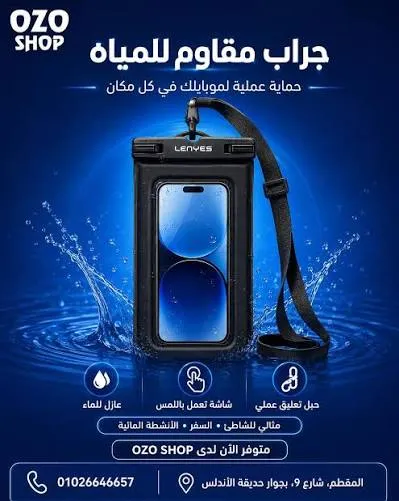 OZO
SHOP
جراب مقاوم للمياه
حماية عملية لموبايلك في كل مكان
LENYES
حبل تعليق عملي
شاشة تعمل باللمس
عازل للماء
مثالي للشاطئ • السفر • الأنشطة المائية
متوفر الأن لدى OZO SHOP
المقطم، شارع 9، بجوار حديقة الأندلس
01026646657